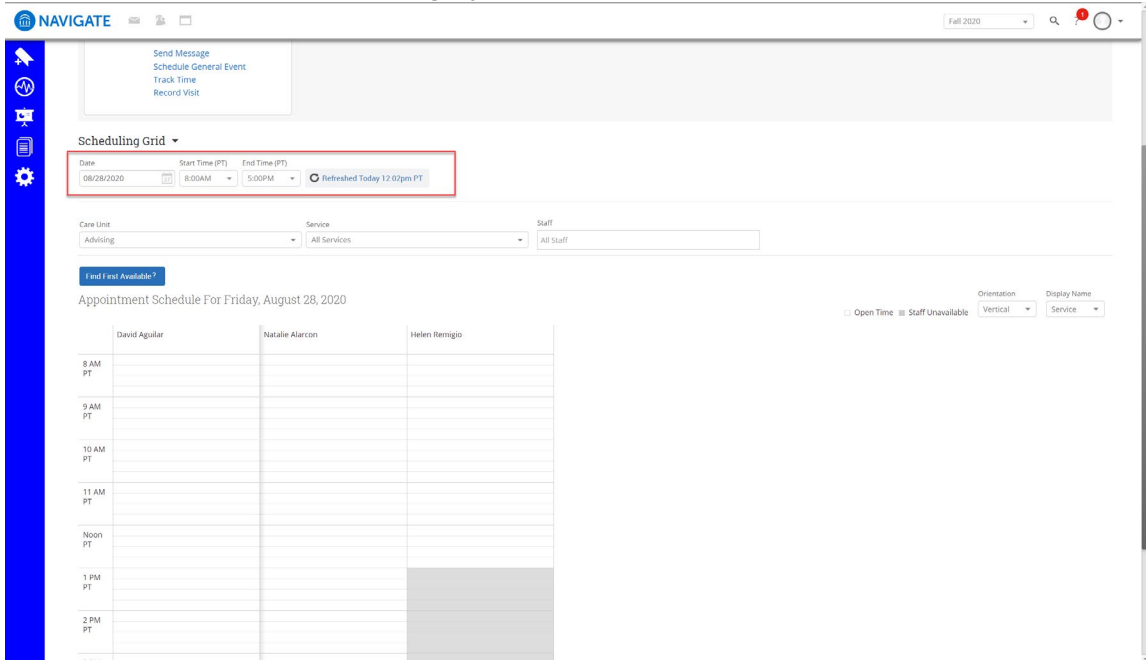 NAVIGATE
Fall 2020
1
?
Send Message
Schedule General Event
Track Time
Record Visit
Scheduling Grid
Date Start Time (PT) End Time (PT)
08/28/2020 8:00AM 5:00PM Refreshed Today 12:02pm PT
Care Unit Service Staff
Advising All Services All Staff
Find First Available?
Appointment Schedule For Friday, August 28, 2020
Orientation Display Name
Open Time Staff Unavailable Vertical Service
David Aguilar Natalie Alarcon Helen Remigio
8 AM
PT
9 AM
PT
10 AM
PT
11 AM
PT
Noon
PT
1 PM
PT
2 PM
PT